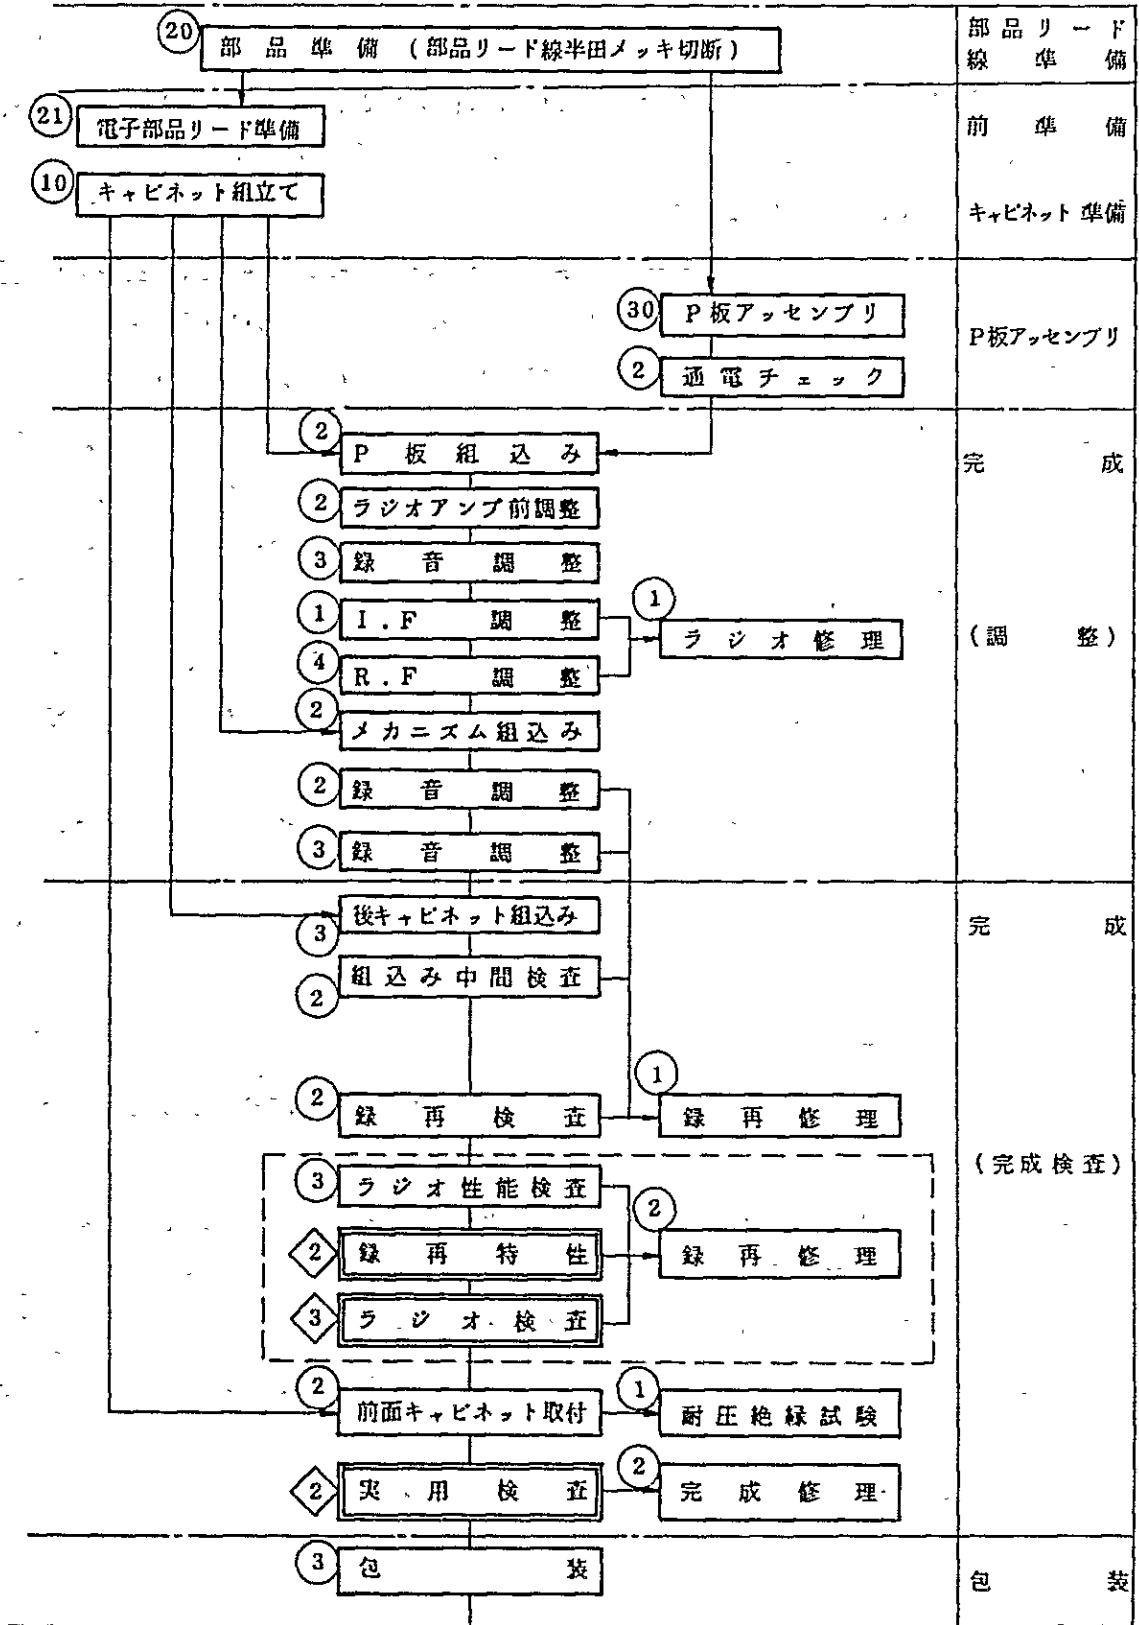 20
部品準備(部品リード線半田メッキ切断)
部品リード
線準備
21
電子部品リード準備
前準備
10
キャビネット組立て
キャビネット準備
30
P板アッセンブリ
P板アッセンブリ
2
通電チェック
2
P板組込み
完成
2
ラジオアンプ前調整
3
録音調整
1
I.F調整
1
ラジオ修理
(調整)
4
R.F調整
2
メカニズム組込み
2
録音調整
3
録音調整
3
後キャビネット組込み
完成
2
組込み中間検査
2
録再検査
1
録再修理
(完成検査)
3
ラジオ性能検査
2
録再特性
2
録再修理
3
ラジオ検査
2
前面キャビネット取付
1
耐圧絶縁試験
2
実用検査
2
完成修理
3
包装
包装